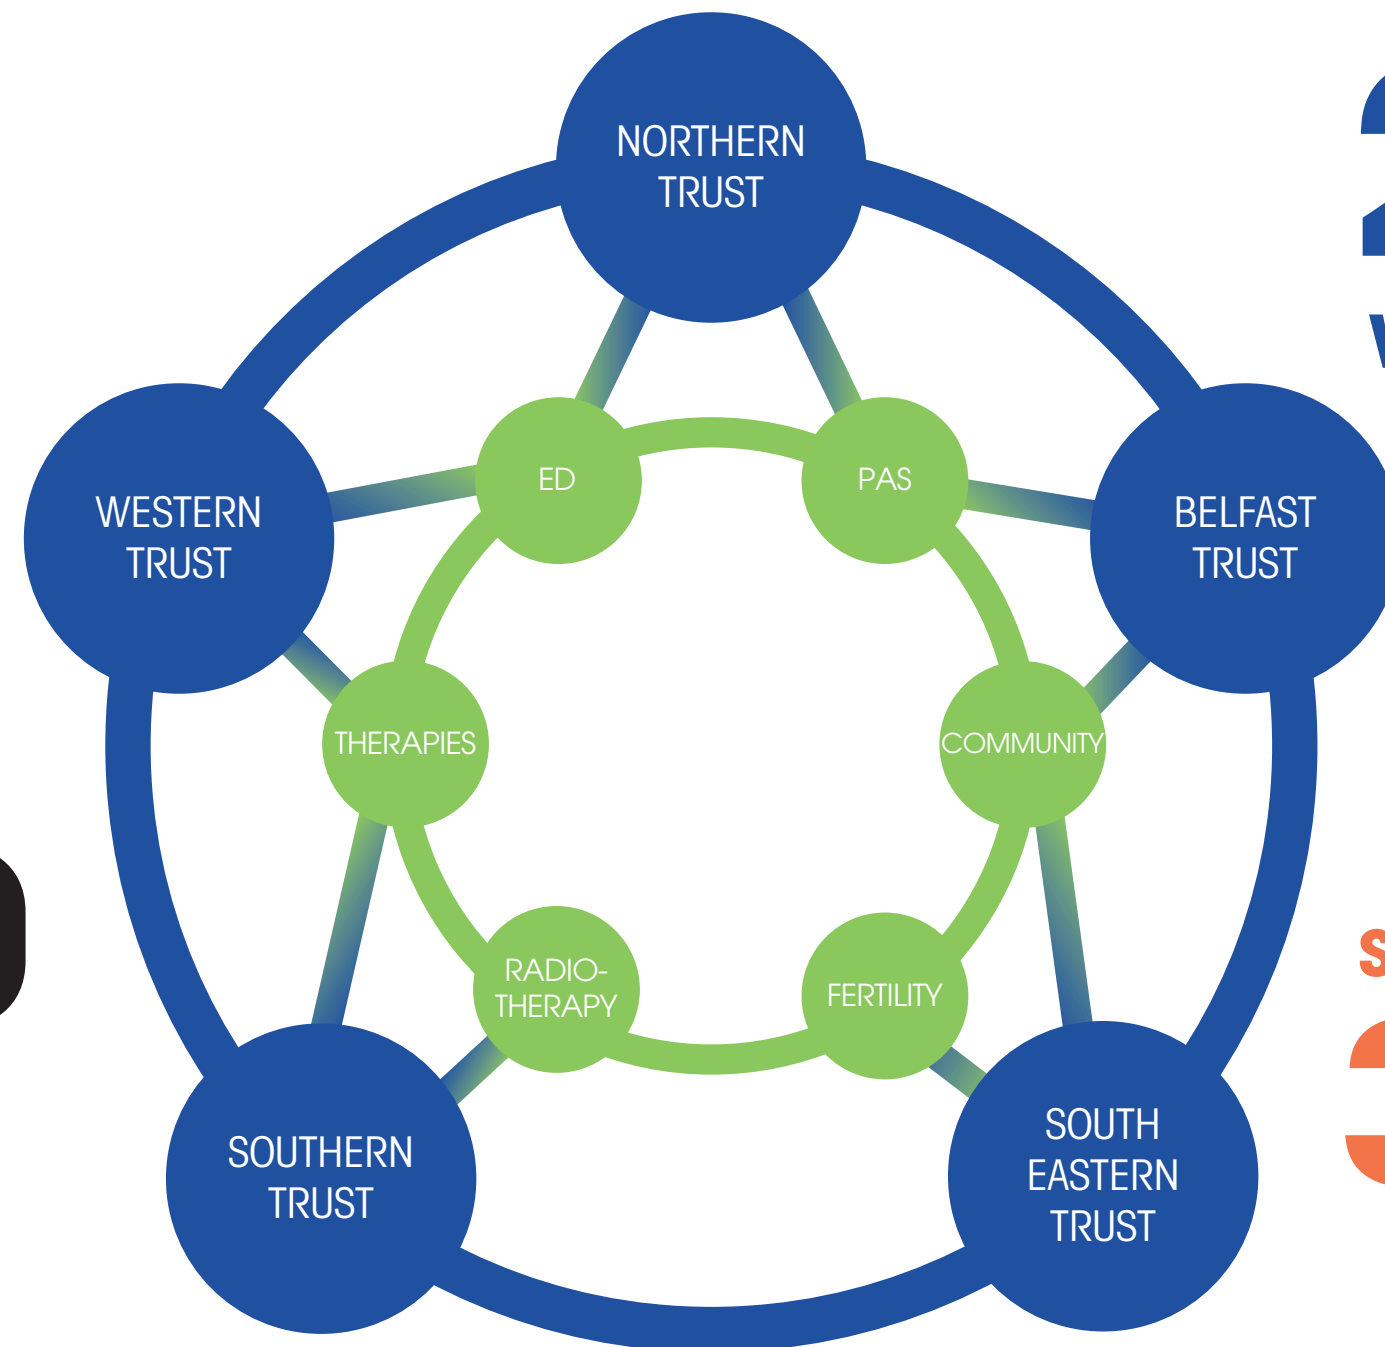 NORTHERN
TRUST
WESTERN
TRUST
ED
PAS
BELFAST
TRUST
THERAPIES
COMMUNITY
RADIO-
THERAPY
FERTILITY
SOUTHERN
TRUST
SOUTH
EASTERN
TRUST